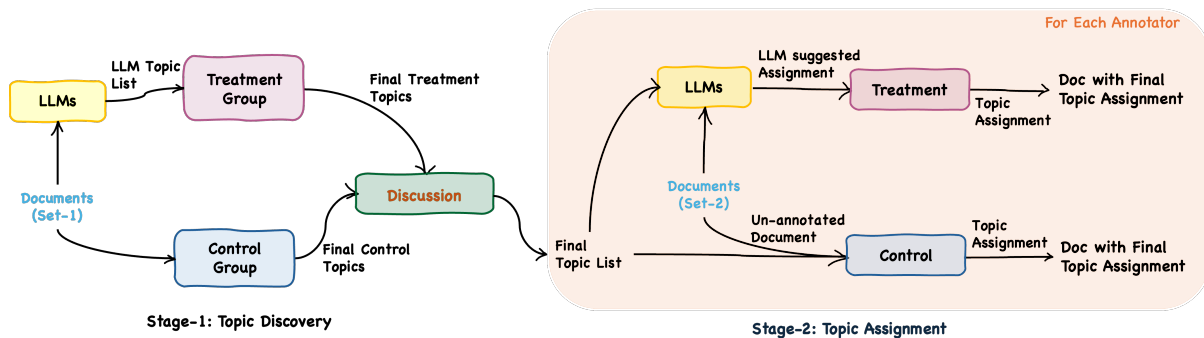 For Each Annotator
LLM Topic
List
LLMs
Treatment
Group
Final Treatment
Topics
Documents
(Set-1)
Discussion
Control
Group
Final Control
Topics
Stage-1: Topic Discovery
LLM suggested
Assignment
LLMs
Treatment
Topic
Assignment
Doc with Final
Topic Assignment
Documents
(Set-2)
Un-annotated
Document
Final
Topic List
Control
Topic
Assignment
Doc with Final
Topic Assignment
Stage-2: Topic Assignment